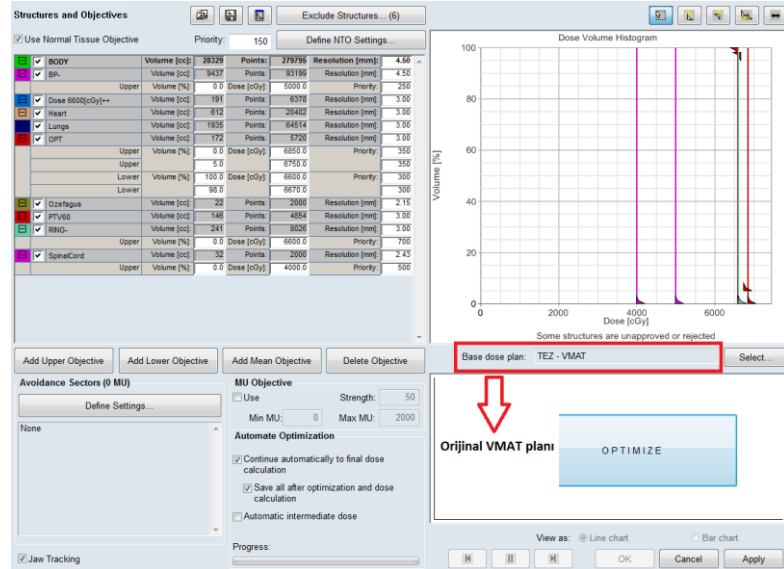 Structures and Objectives
Exclude Structures... (6)
Use Normal Tissue Objective Priority: 150 Define NTO Settings...
BODY Volume [cc]: 28329 Points: 279795 Resolution [mm]: 4.50
BP- Volume [cc]: 9437 Points: 93199 Resolution [mm]: 4.50
Upper Volume [%]: 0.0 Dose [cGy]: 5000.0 Priority: 250
Dose 6600[cGy]++ Volume [cc]: 191 Points: 6378 Resolution [mm]: 3.00
Heart Volume [cc]: 612 Points: 20402 Resolution [mm]: 3.00
Lungs Volume [cc]: 1935 Points: 64514 Resolution [mm]: 3.00
OPT Volume [cc]: 172 Points: 5720 Resolution [mm]: 3.00
Upper Volume [%]: 0.0 Dose [cGy]: 6850.0 Priority: 350
Upper 5.0 6750.0 350
Lower Volume [%]: 100.0 Dose [cGy]: 6600.0 Priority: 300
Lower 98.0 6670.0 300
Ozefagus Volume [cc]: 22 Points: 2000 Resolution [mm]: 2.15
PTV60 Volume [cc]: 146 Points: 4854 Resolution [mm]: 3.00
RING- Volume [cc]: 241 Points: 8026 Resolution [mm]: 3.00
Upper Volume [%]: 0.0 Dose [cGy]: 6600.0 Priority: 700
SpinalCord Volume [cc]: 32 Points: 2000 Resolution [mm]: 2.43
Upper Volume [%]: 0.0 Dose [cGy]: 4000.0 Priority: 500
Dose Volume Histogram
100
80
60
40
20
0
Volume [%]
0 2000 4000 6000
Dose [cGy]
Some structures are unapproved or rejected
Add Upper Objective Add Lower Objective Add Mean Objective Delete Objective
Base dose plan: TEZ - VMAT Select...
Avoidance Sectors (0 MU)
Define Settings...
None
Jaw Tracking
MU Objective
Use Strength: 50
Min MU: 0 Max MU: 2000
Automate Optimization
Continue automatically to final dose
calculation
Save all after optimization and dose
calculation
Automatic intermediate dose
Progress:
Orijinal VMAT planı
OPTIMIZE
View as: Line chart Bar chart
OK Cancel Apply